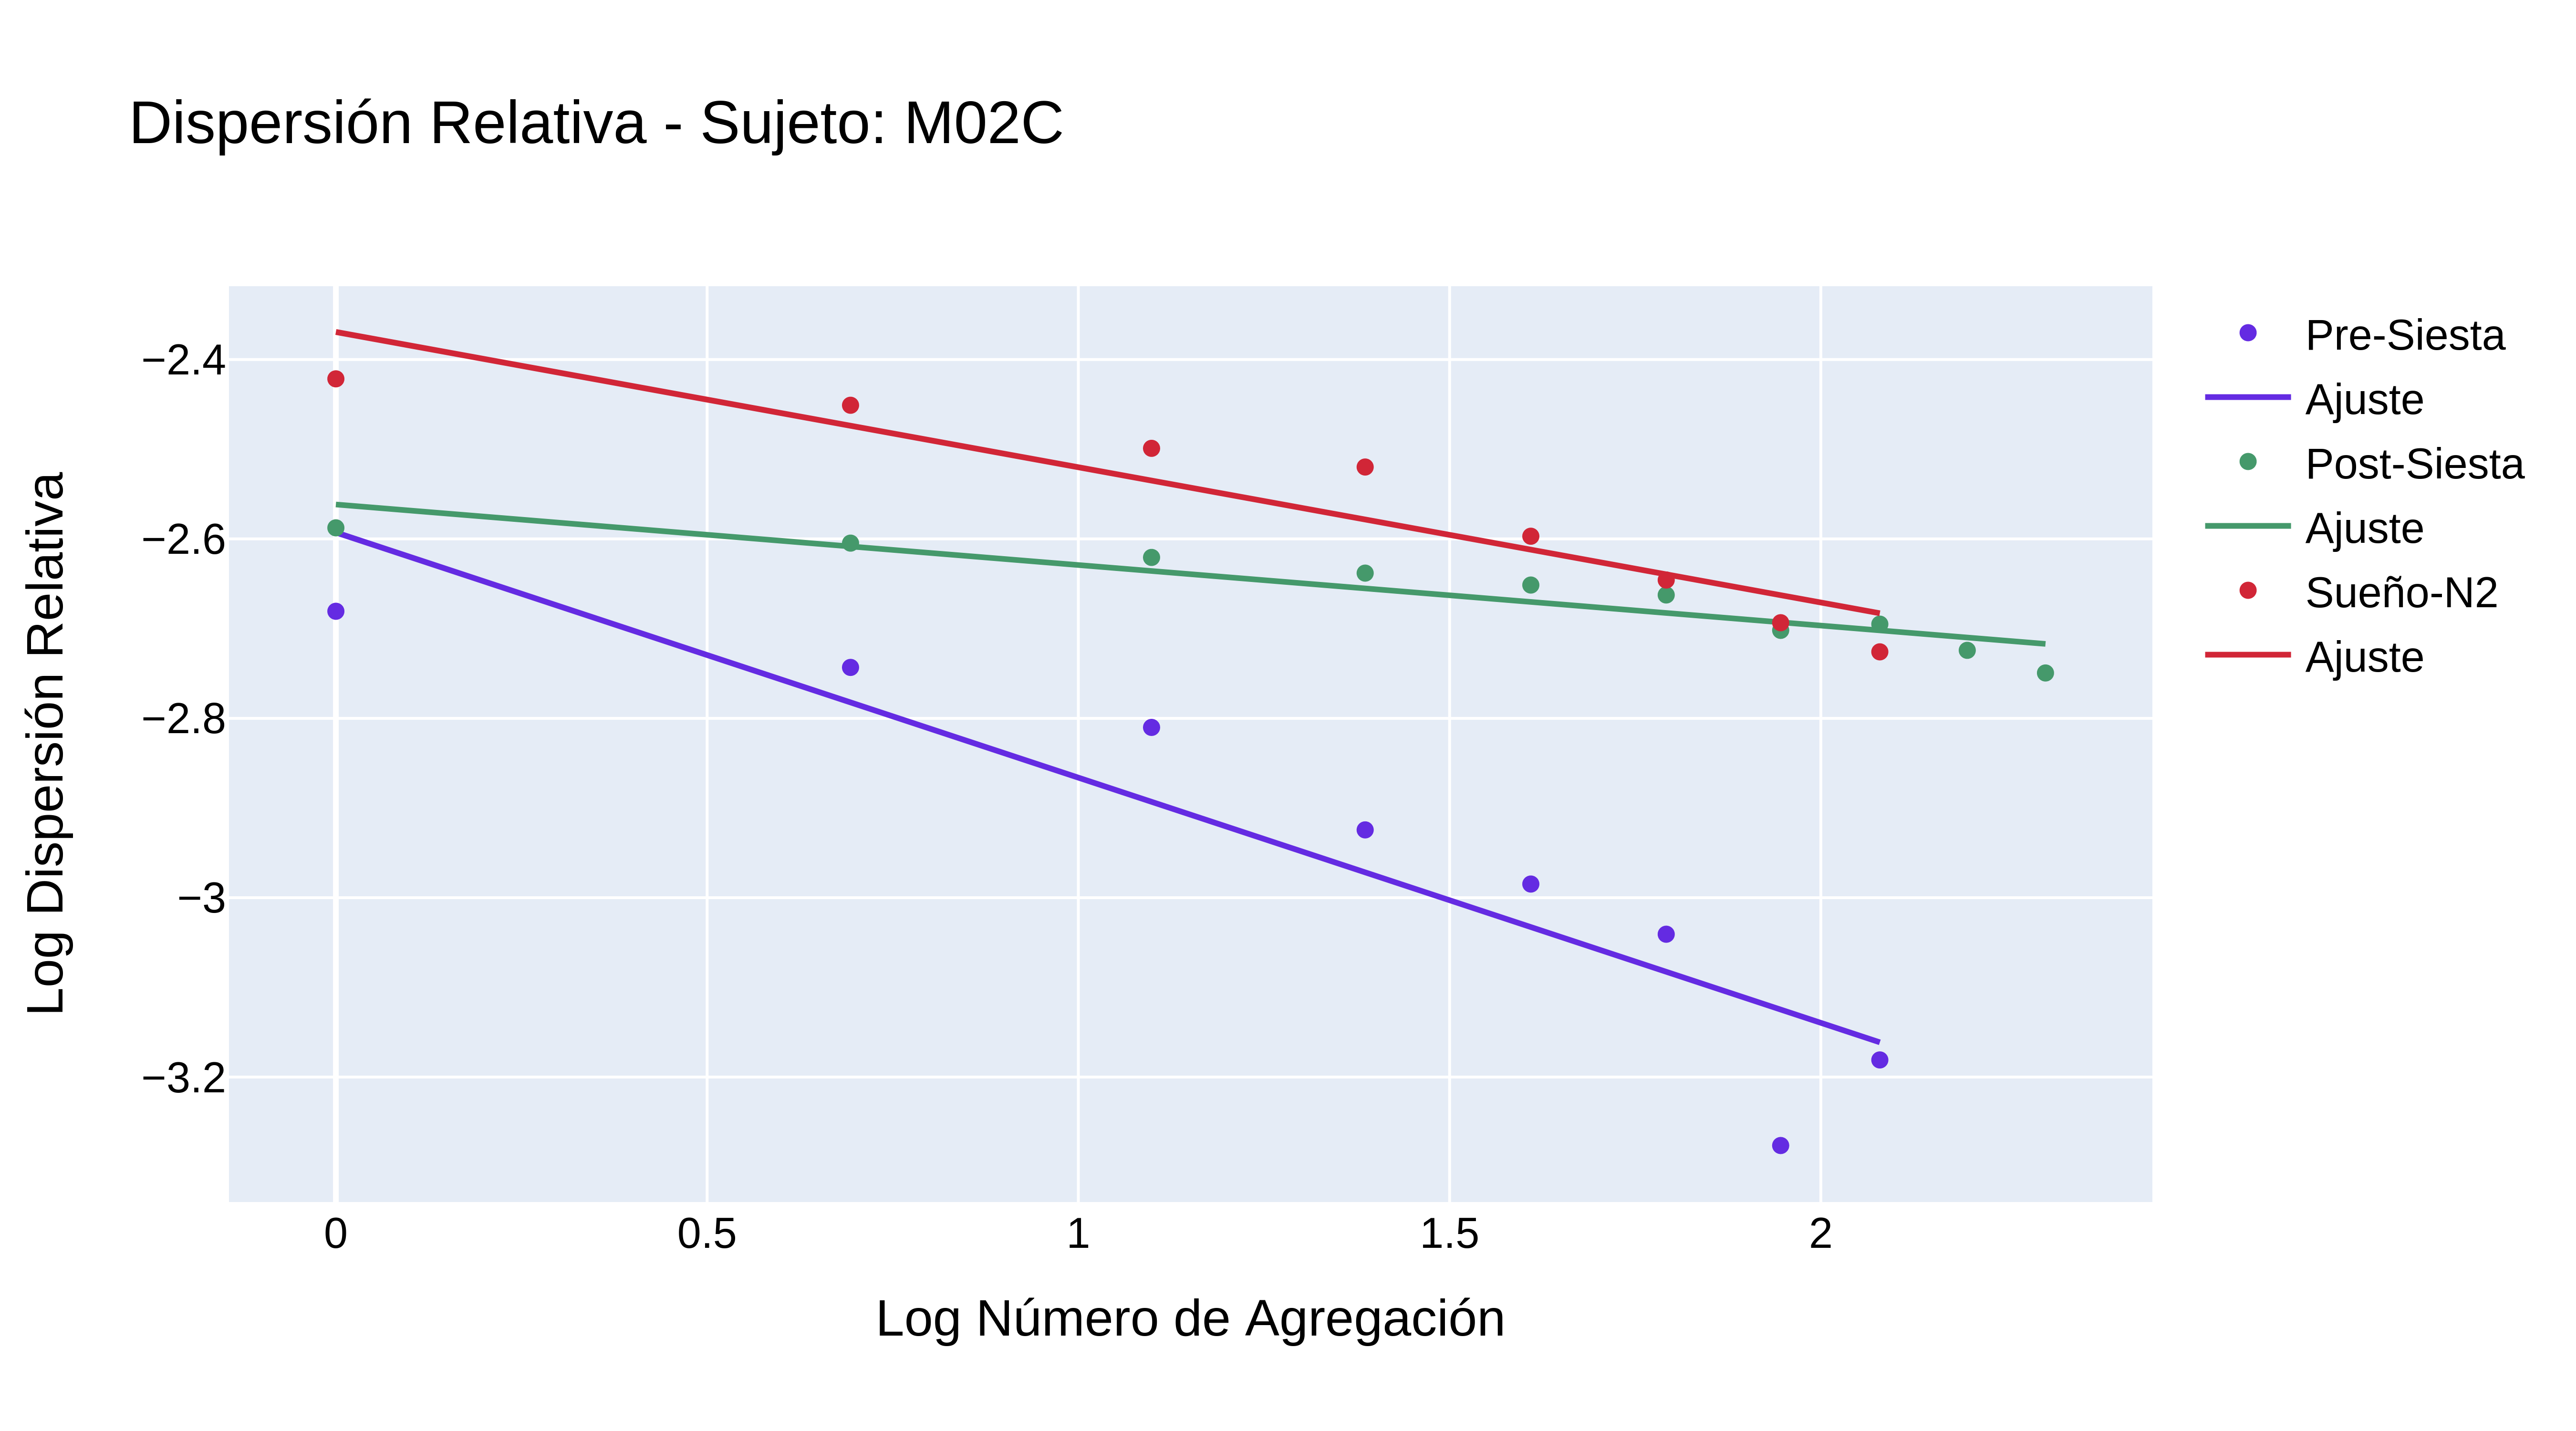 Dispersión Relativa - Sujeto: M02C
Log Dispersión Relativa
−2.4
−2.6
−2.8
−3
−3.2
0
0.5
1
1.5
2
Log Número de Agregación
Pre-Siesta
Ajuste
Post-Siesta
Ajuste
Sueño-N2
Ajuste